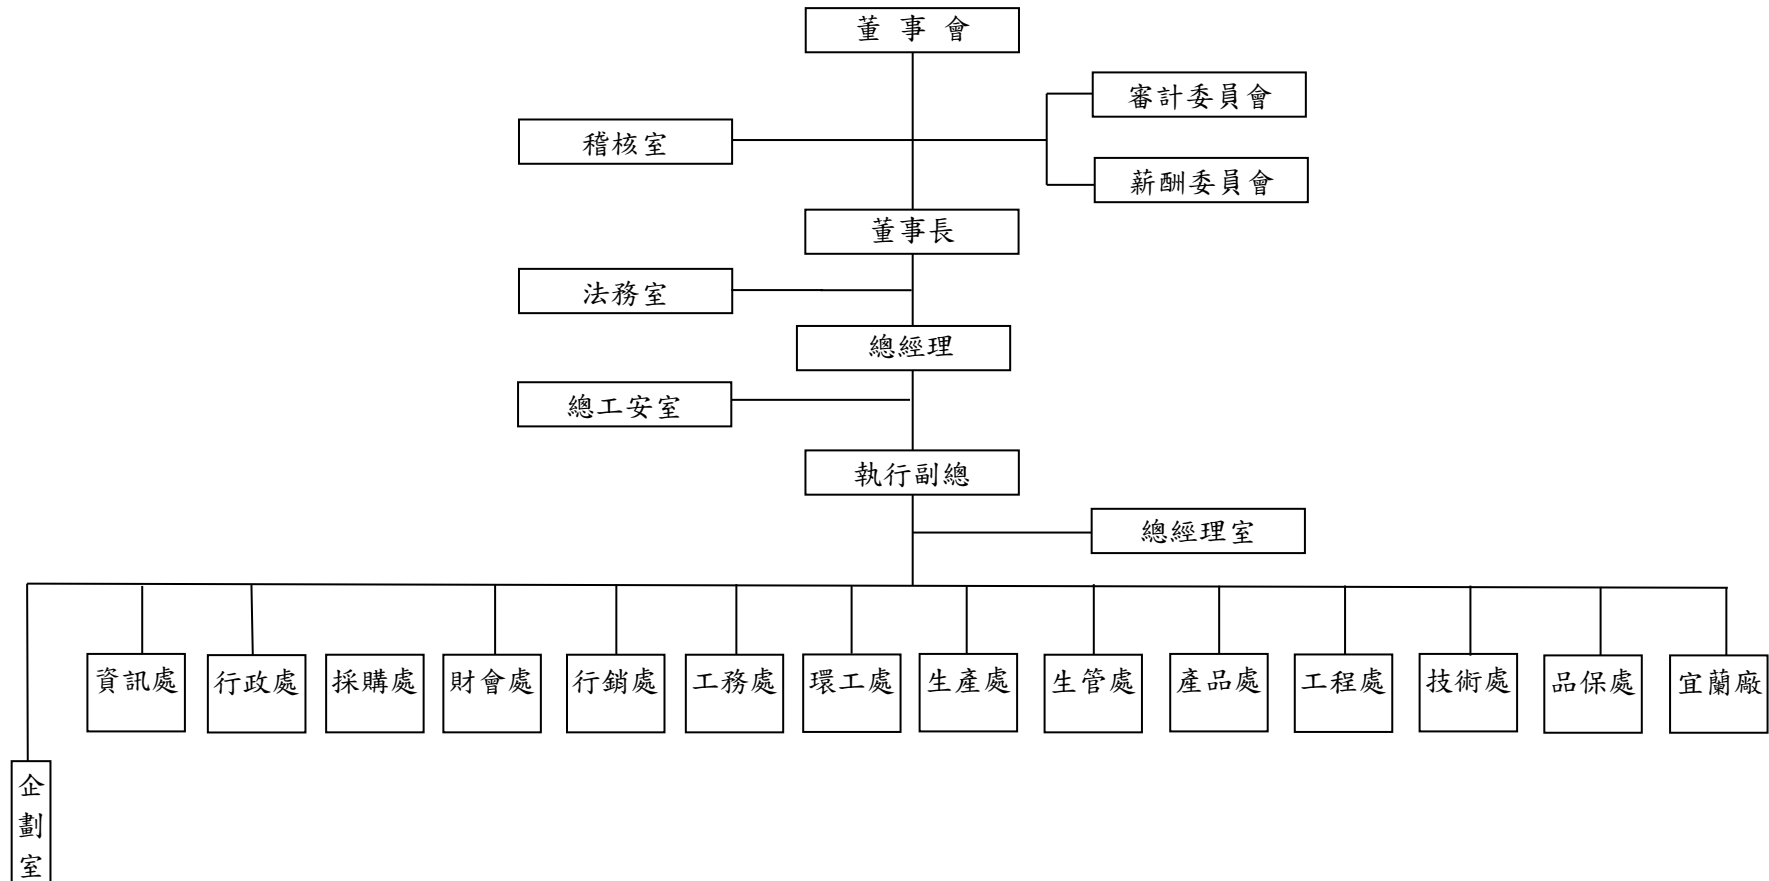 董 事 會
審計委員會
稽核室
薪酬委員會
董事長
法務室
總經理
總工安室
執行副總
總經理室
資訊處
行政處
採購處
財會處
行銷處
工務處
環工處
生產處
生管處
產品處
工程處
技術處
品保處
宜蘭廠
企
劃
室